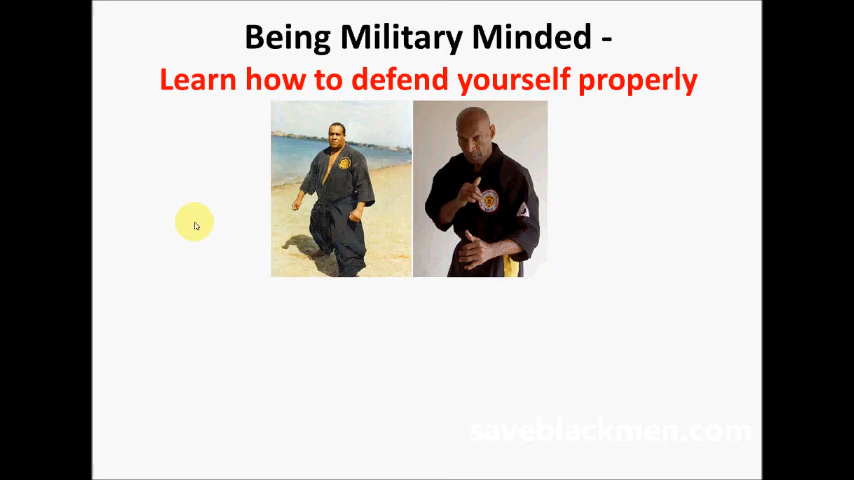 Being Military Minded -
Learn how to defend yourself properly
saveblackmen.com